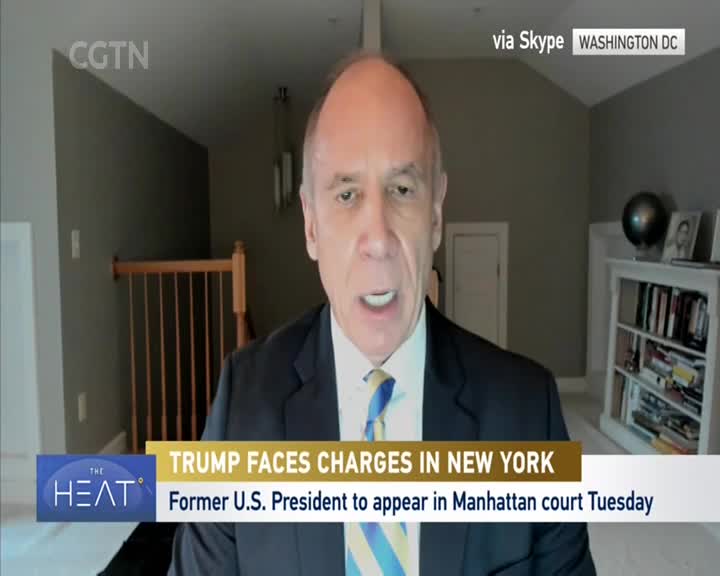 CGTN
via Skype
WASHINGTON DC
TRUMP FACES CHARGES IN NEW YORK
THE
HEAT
Former U.S. President to appear in Manhattan court Tuesday